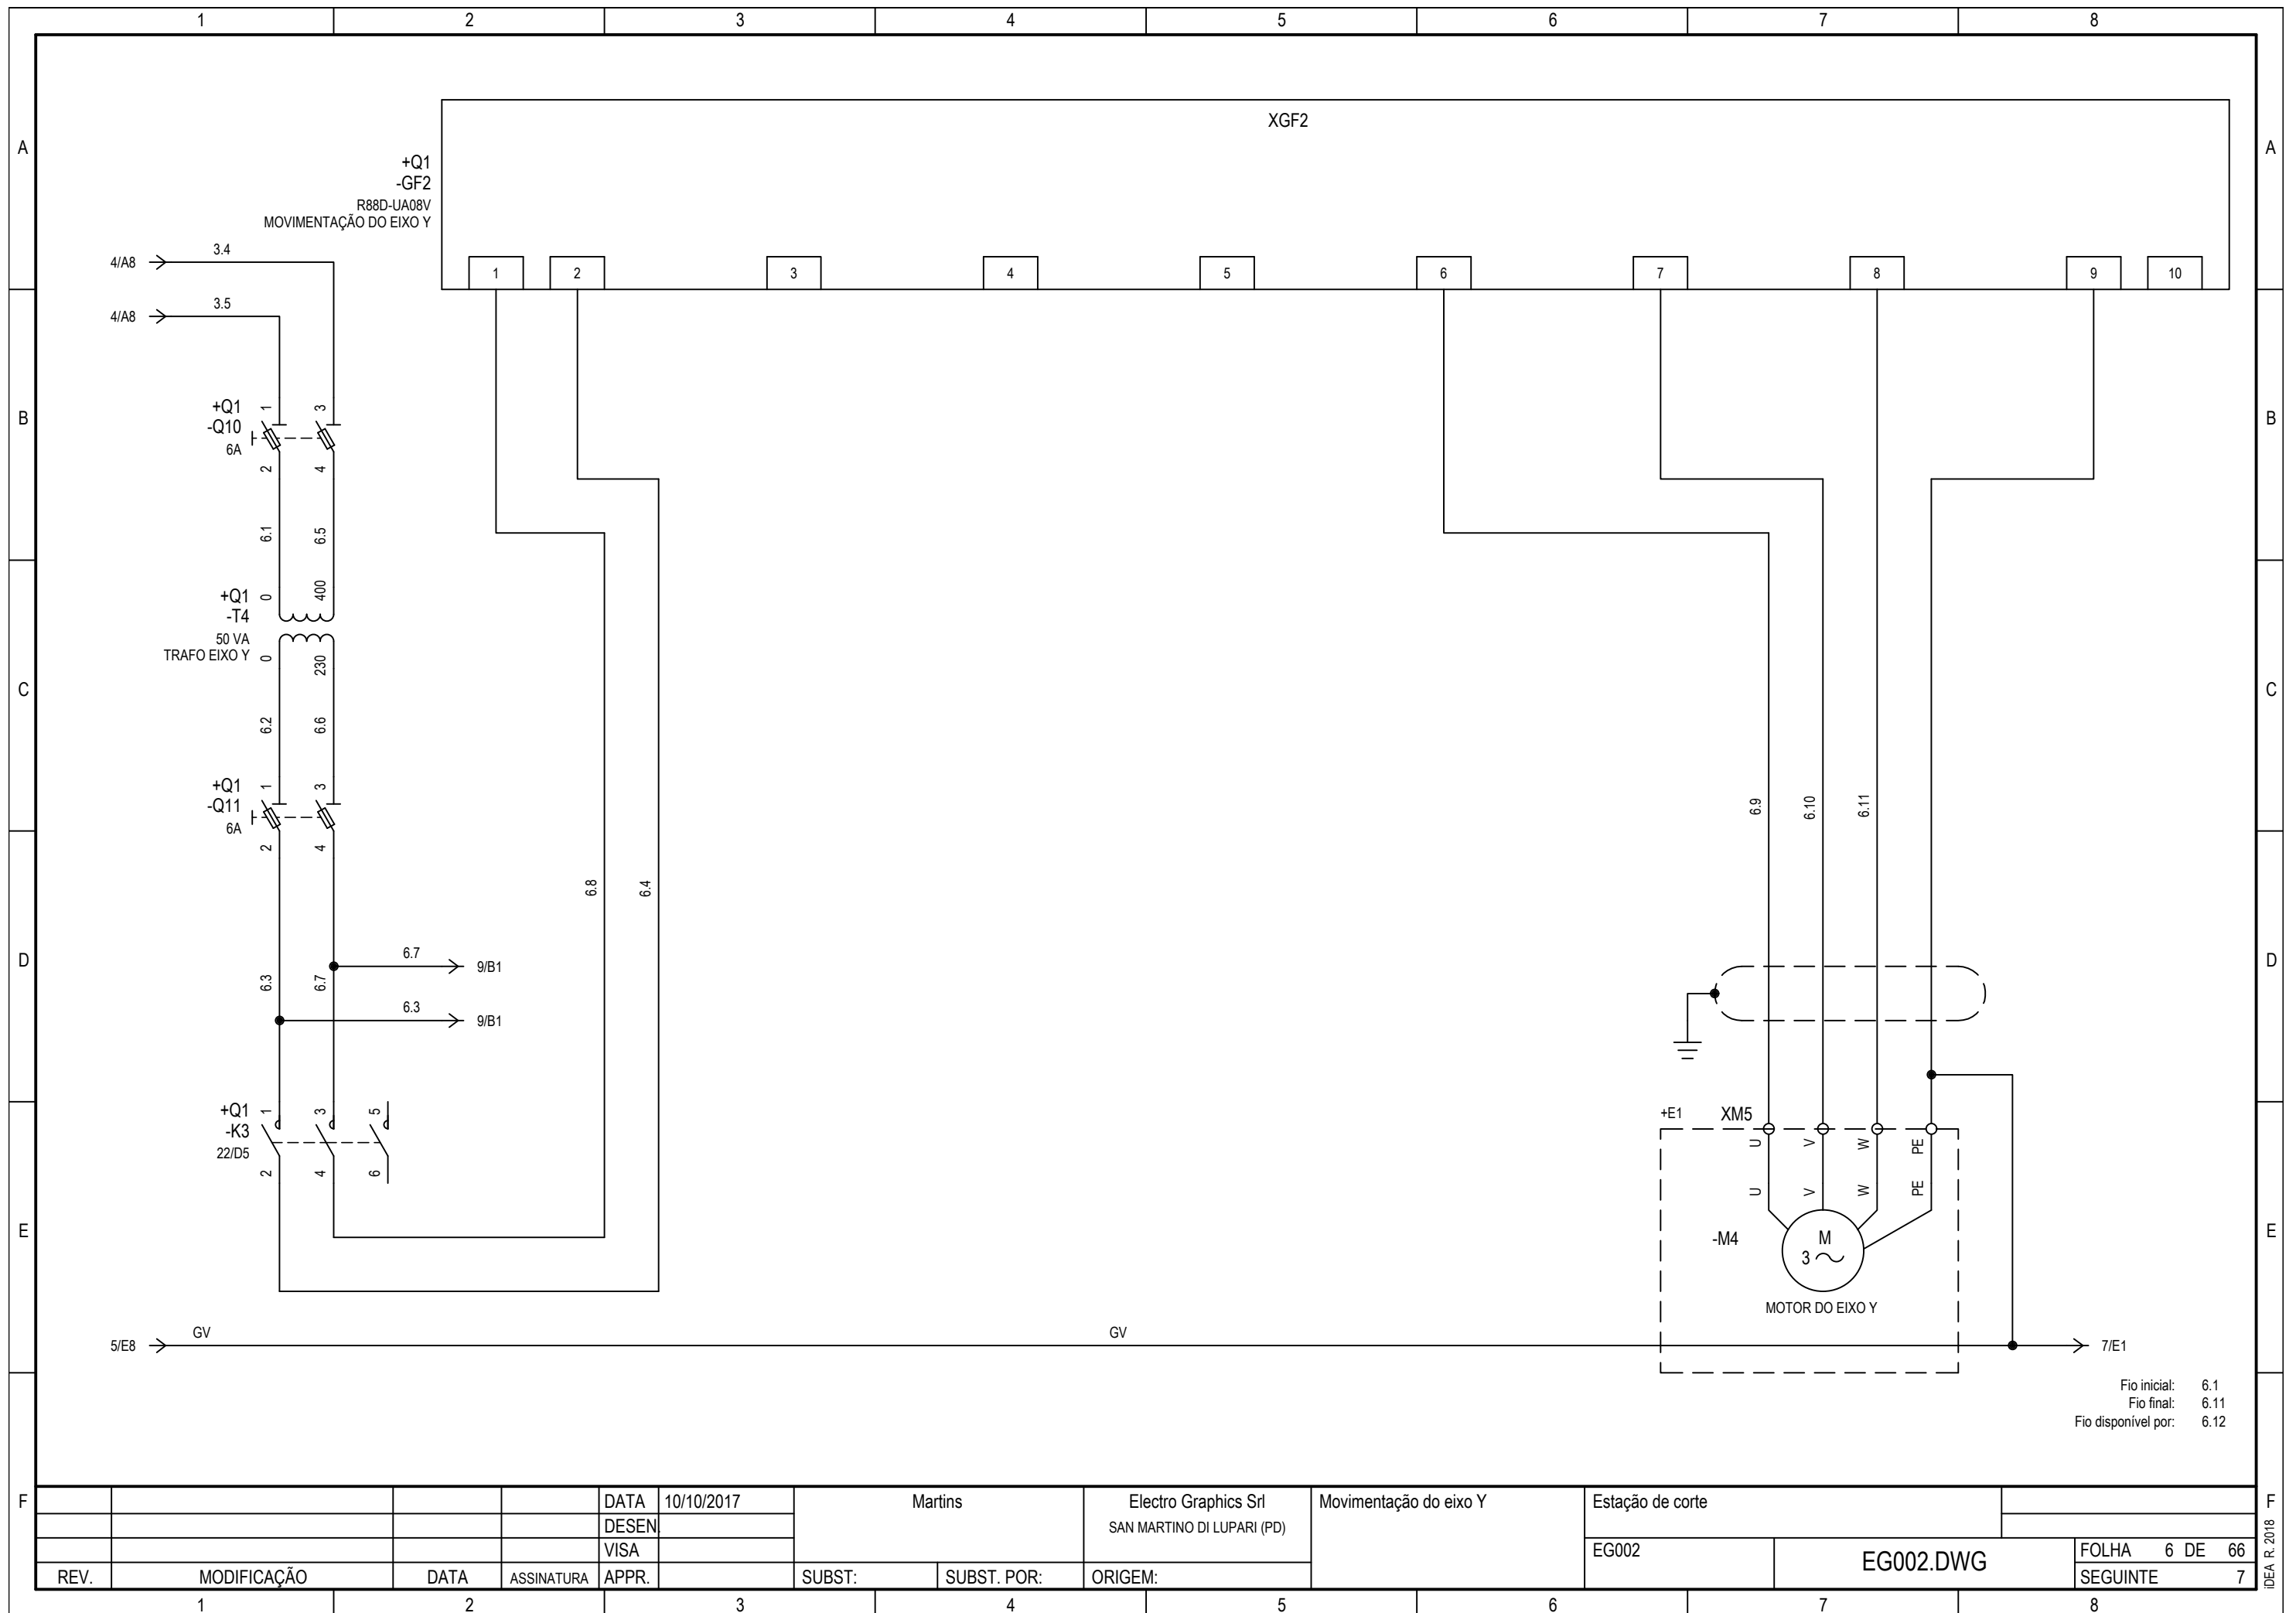 1 2 3 4 5 6 7 8
A A
XGF2
+Q1
-GF2
R88D-UA08V
MOVIMENTAÇÃO DO EIXO Y
1 2 3 4 5 6 7 8 9 10
4/A8 3.4
4/A8 3.5
B B
+Q1
-Q10
6A
1 3
2 4
6.1 6.5
+Q1
-T4
50 VA
TRAFO EIXO Y
0 400
0 230
C C
6.2 6.6
+Q1
-Q11
6A
1 3
2 4
6.8 6.4
6.9 6.10 6.11
D D
6.7 9/B1
6.3 6.7
6.3 9/B1
+Q1
-K3
22/D5
1 3 5
2 4 6
+E1 XM5
U V W PE
U V W PE
E E
-M4
M
3
MOTOR DO EIXO Y
5/E8 GV GV 7/E1
Fio inicial: 6.1
Fio final: 6.11
Fio disponível por: 6.12
F F
DATA 10/10/2017 Martins Electro Graphics Srl Movimentação do eixo Y Estação de corte
DESEN. SAN MARTINO DI LUPARI (PD)
VISA EG002 EG002.DWG FOLHA 6 DE 66
REV. MODIFICAÇÃO DATA ASSINATURA APPR. SUBST: SUBST. POR: ORIGEM: SEGUINTE 7
iDEA R. 2018
1 2 3 4 5 6 7 8